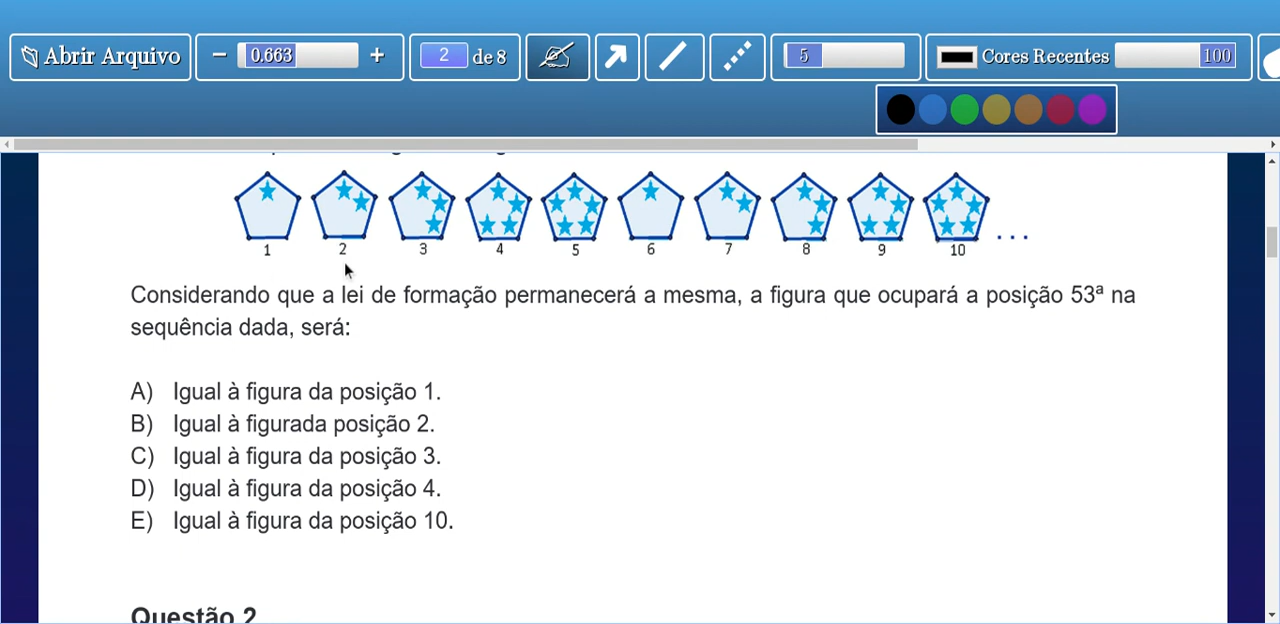 Abrir Arquivo − 0.663 + 2 de 8 5 Cores Recentes 100
1 2 3 4 5 6 7 8 9 10 ...
Considerando que a lei de formação permanecerá a mesma, a figura que ocupará a posição 53ª na
sequência dada, será:
A) Igual à figura da posição 1.
B) Igual à figurada posição 2.
C) Igual à figura da posição 3.
D) Igual à figura da posição 4.
E) Igual à figura da posição 10.
Questão 2